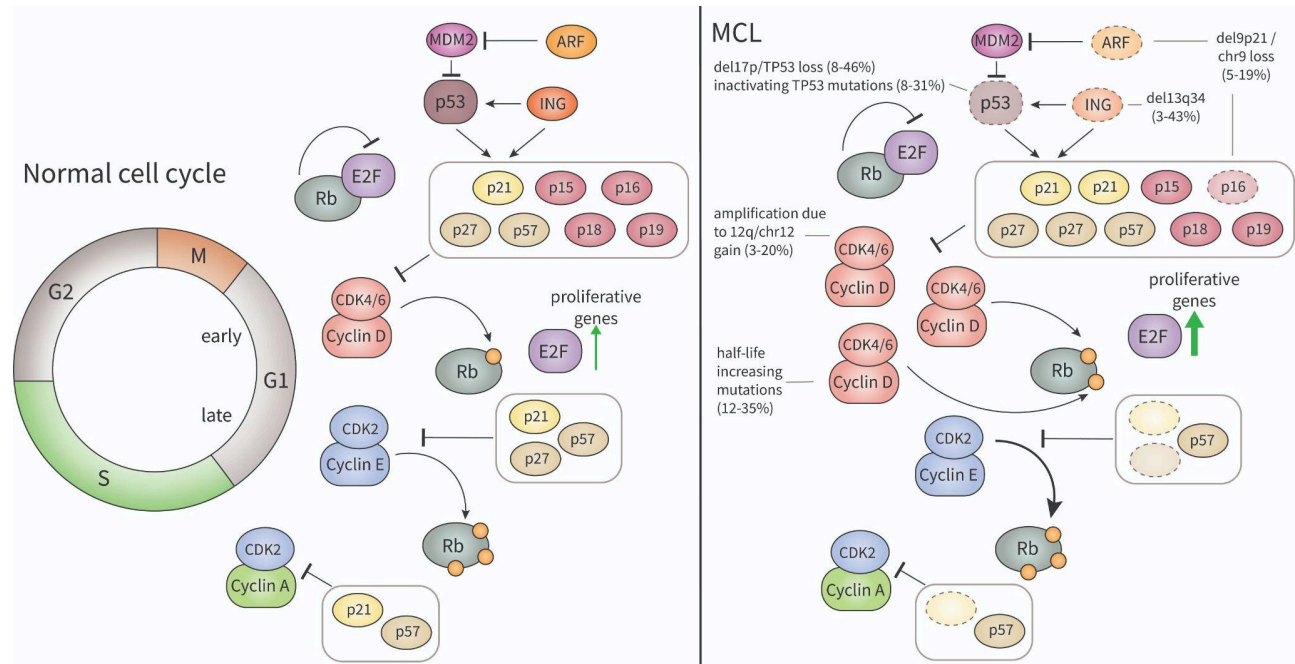 MDM2
ARF
p53
ING
E2F
Rb
p21
p15
p16
p27
p57
p18
p19
Normal cell cycle
M
G2
early
G1
late
S
CDK4/6
Cyclin D
proliferative
genes
E2F
Rb
CDK2
Cyclin E
p21
p57
p27
Rb
CDK2
Cyclin A
p21
p57
MCL
MDM2
ARF
del9p21 /
chr9 loss
(5-19%)
del17p/TP53 loss (8-46%)
inactivating TP53 mutations (8-31%)
p53
ING
del13q34
(3-43%)
E2F
Rb
p21
p21
p15
p16
p27
p27
p57
p18
p19
amplification due
to 12q/chr12
gain (3-20%)
CDK4/6
Cyclin D
CDK4/6
Cyclin D
proliferative
genes
E2F
half-life
increasing
mutations
(12-35%)
CDK4/6
Cyclin D
Rb
CDK2
Cyclin E
p57
Rb
CDK2
Cyclin A
p57